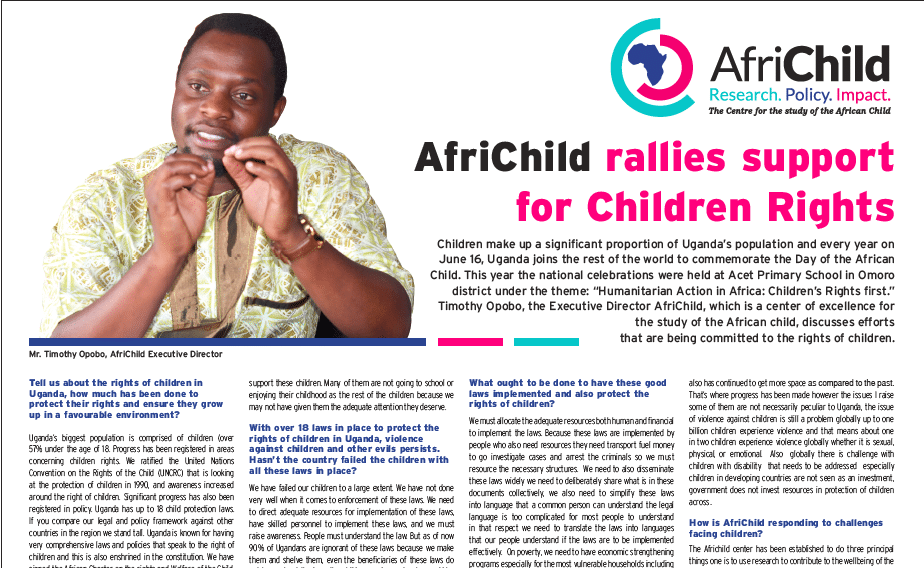 AfriChild
Research. Policy. Impact.
The Centre for the study of the African Child
AfriChild rallies support
for Children Rights
Children make up a significant proportion of Uganda's population and every year on
June 16, Uganda joins the rest of the world to commemorate the Day of the African
Child. This year the national celebrations were held at Acet Primary School in Omoro
district under the theme: "Humanitarian Action in Africa: Children's Rights first."
Timothy Opobo, the Executive Director AfriChild, which is a center of excellence for
the study of the African child, discusses efforts
that are being committed to the rights of children.
Mr. Timothy Opobo, AfriChild Executive Director
Tell us about the rights of children in
Uganda, how much has been done to
protect their rights and ensure they grow
up in a favourable environment?
Uganda's biggest population is comprised of children (over
57% under the age of 18. Progress has been registered in areas
concerning children rights. We ratified the United Nations
Convention on the Rights of the Child (UNCRC) that is looking
at the protection of children in 1990, and awareness increased
around the right of children. Significant progress has also been
registered in policy. Uganda has up to 18 child protection laws.
If you compare our legal and policy framework against other
countries in the region we stand tall. Uganda is known for having
very comprehensive laws and policies that speak to the right of
children and this is also enshrined in the constitution. We have
signed the African Charter on the rights and Welfare of the Child
support these children. Many of them are not going to school or
enjoying their childhood as the rest of the children because we
may not have given them the adequate attention they deserve.
With over 18 laws in place to protect the
rights of children in Uganda, violence
against children and other evils persists.
Hasn't the country failed the children with
all these laws in place?
We have failed our children to a large extent. We have not done
very well when it comes to enforcement of these laws. We need
to direct adequate resources for implementation of these laws,
have skilled personnel to implement these laws, and we must
raise awareness. People must understand the law But as of now
90% of Ugandans are ignorant of these laws because we make
them and shelve them, even the beneficiaries of these laws do
What ought to be done to have these good
laws implemented and also protect the
rights of children?
We must allocate the adequate resources both human and financial
to implement the laws. Because these laws are implemented by
people who also need resources they need transport fuel money
to go investigate cases and arrest the criminals so we must
resource the necessary structures. We need to also disseminate
these laws widely we need to deliberately share what is in these
documents collectively, we also need to simplify these laws
into language that a common person can understand the legal
language is too complicated for most people to understand
in that respect we need to translate the laws into languages
that our people understand if the laws are to be implemented
effectively. On poverty, we need to have economic strengthening
programs especially for the most vulnerable households including
also has continued to get more space as compared to the past.
That's where progress has been made however the issues I raise
some of them are not necessarily peculiar to Uganda, the issue
of violence against children is still a problem globally up to one
billion children experience violence and that means about one
in two children experience violence globally whether it is sexual,
physical, or emotional. Also globally there is challenge with
children with disability that needs to be addressed especially
children in developing countries are not seen as an investment,
government does not invest resources in protection of children
across.
How is AfriChild responding to challenges
facing children?
The Africhild center has been established to do three principal
things one is to use research to contribute to the wellbeing of the